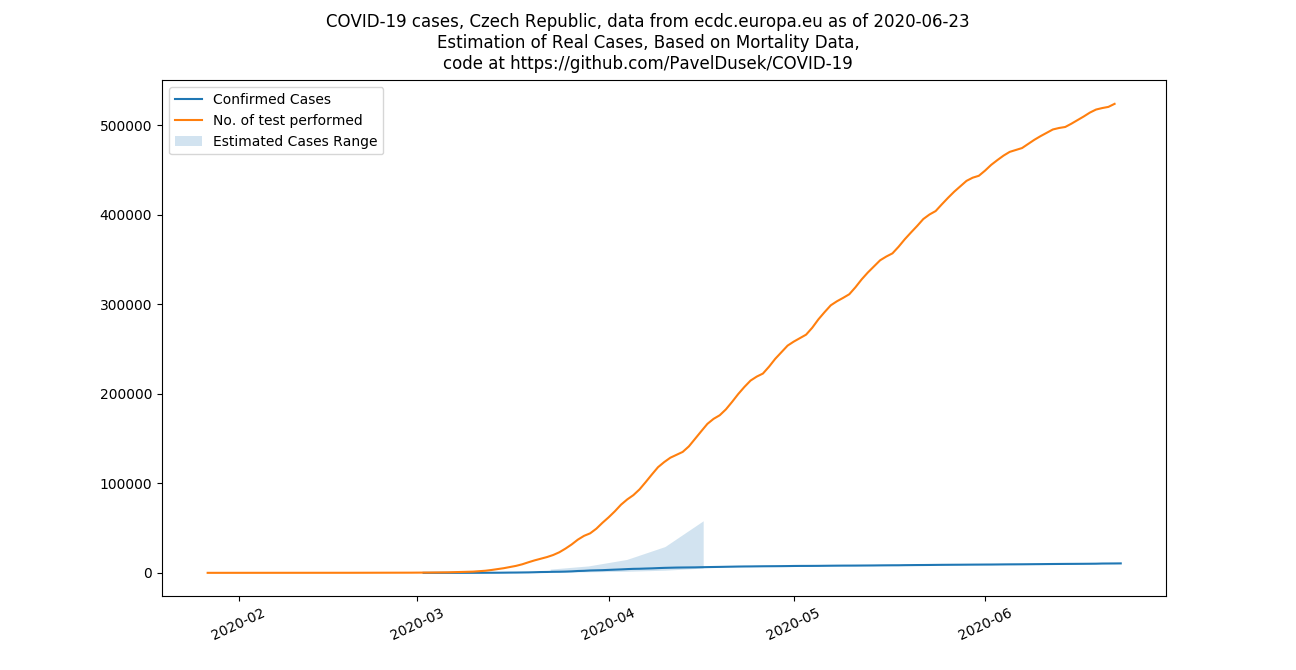 COVID-19 cases, Czech Republic, data from ecdc.europa.eu as of 2020-06-23
Estimation of Real Cases, Based on Mortality Data,
code at https://github.com/PavelDusek/COVID-19
Confirmed Cases
No. of test performed
Estimated Cases Range
500000
400000
300000
200000
100000
0
2020-02
2020-03
2020-04
2020-05
2020-06